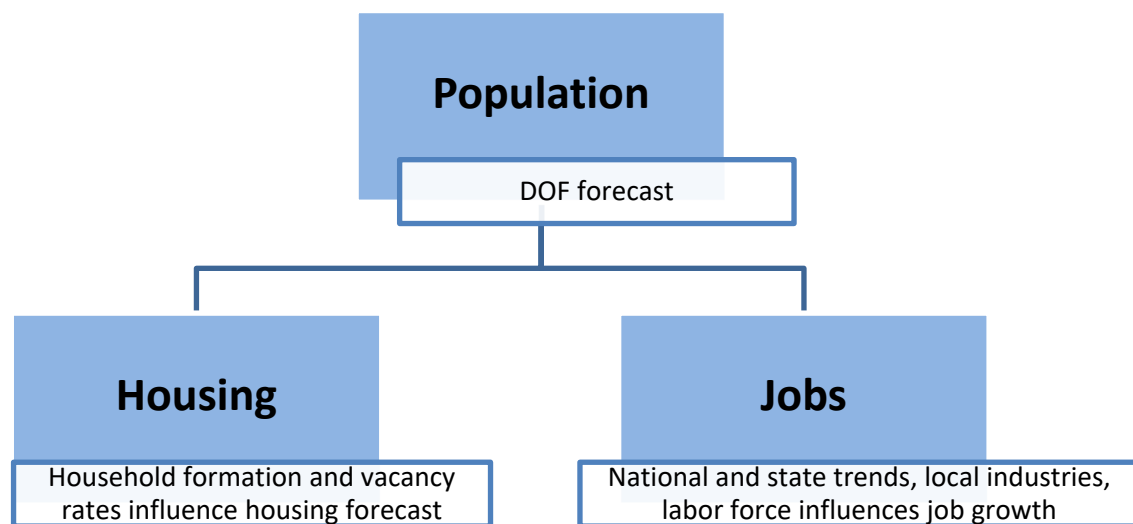 Population
DOF forecast
Housing
Household formation and vacancy
rates influence housing forecast
Jobs
National and state trends, local industries,
labor force influences job growth